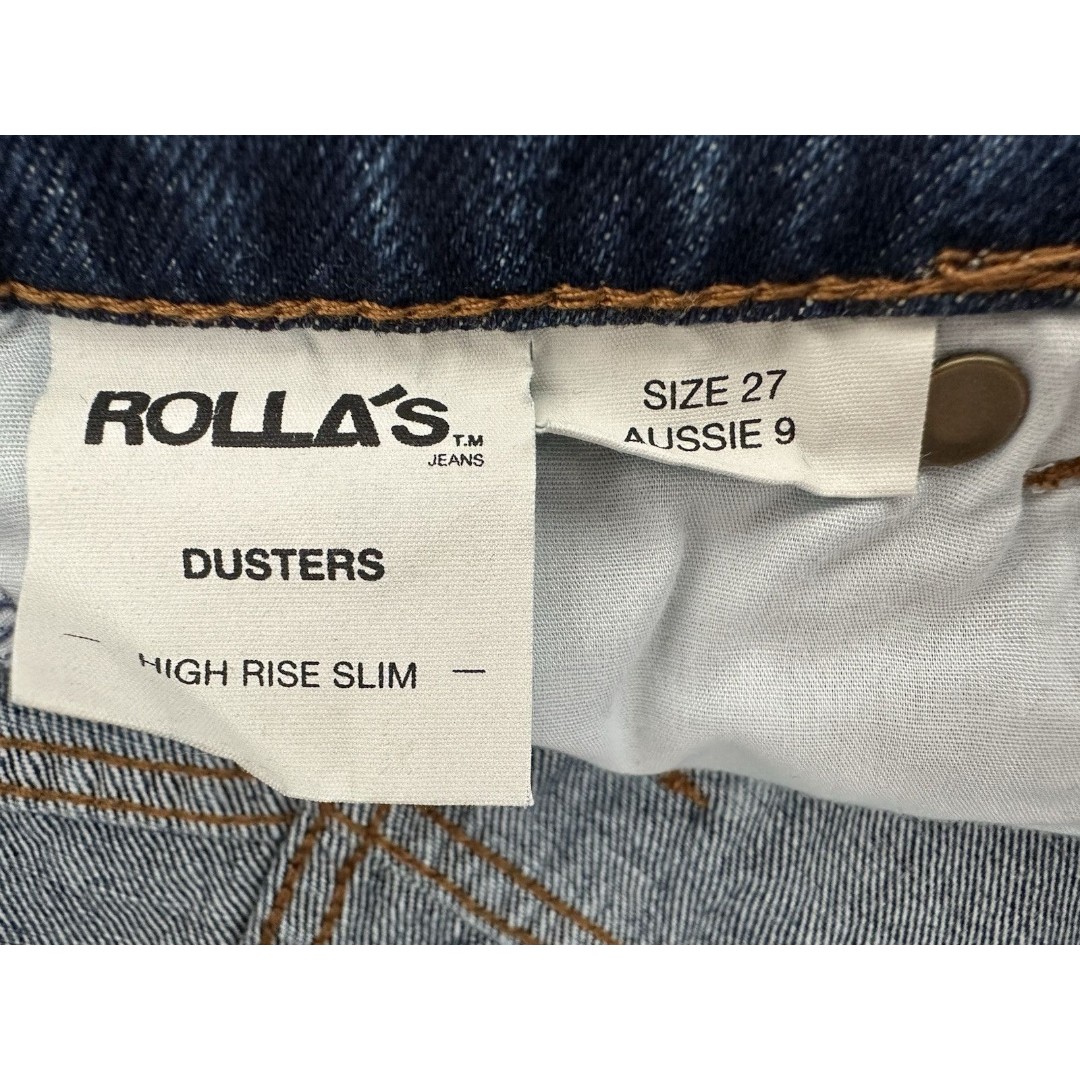 ROLLA'S T.M
JEANS
DUSTERS
— HIGH RISE SLIM —
SIZE 27
AUSSIE 9